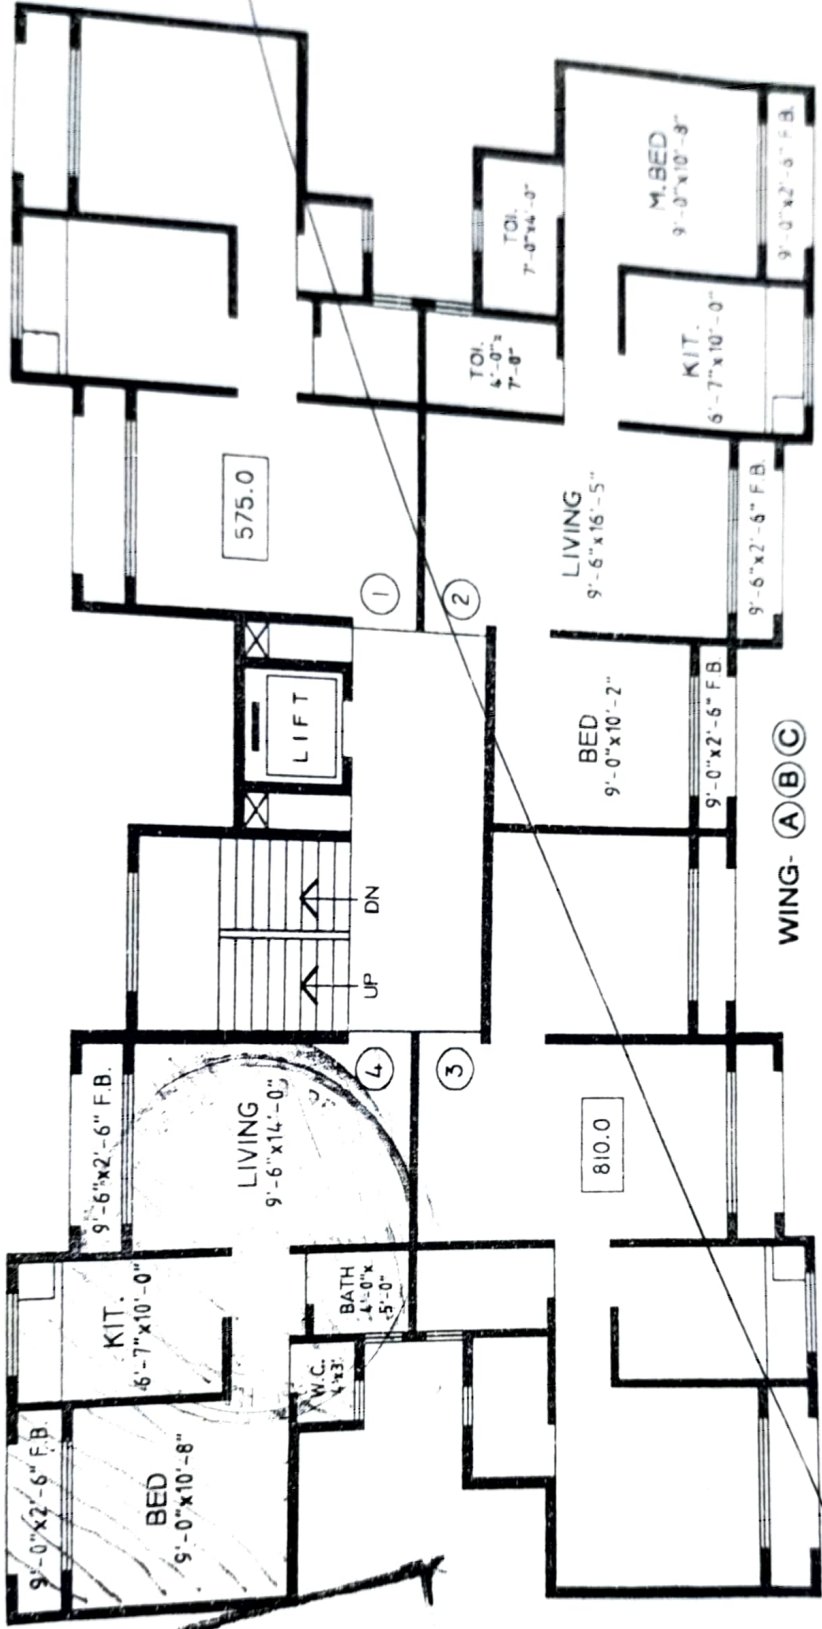 M.BED
9'-0"x10'-8"
9'-0"x2'-6" F.B.
TOI.
7'-0"x4'-0"
TOI.
4'-0"x
7'-0"
KIT.
6'-7"x10'-0"
575.0
LIVING
9'-6"x16'-5"
9'-6"x2'-6" F.B.
1
2
LIFT
BED
9'-0"x10'-2"
9'-0"x2'-6" F.B.
DN
UP
WING- A B C
4
3
9'-6"x2'-6" F.B.
LIVING
9'-6"x14'-0"
810.0
KIT.
6'-7"x10'-0"
BATH
4'-0"x
5'-0"
W.C.
4'x3'
9'-0"x2'-6" F.B.
BED
9'-0"x10'-8"